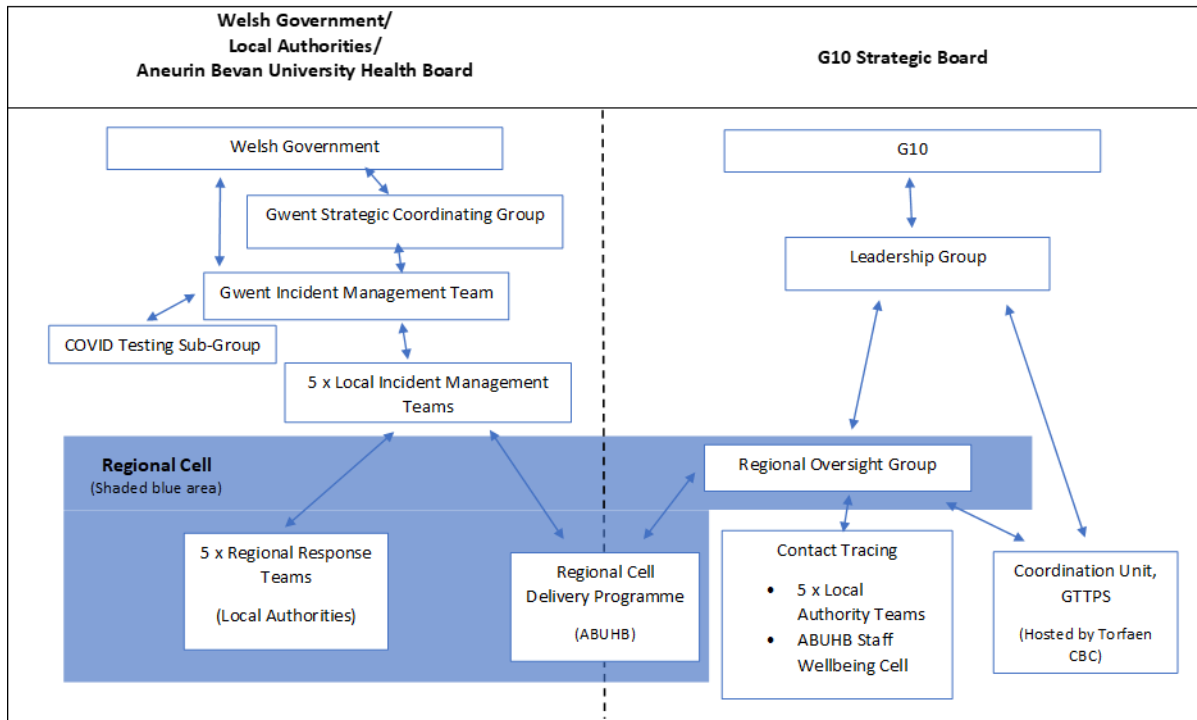 Welsh Government/
Local Authorities/
Aneurin Bevan University Health Board
G10 Strategic Board
Welsh Government
G10
Gwent Strategic Coordinating Group
Leadership Group
Gwent Incident Management Team
COVID Testing Sub-Group
5 x Local Incident Management
Teams
Regional Cell
(Shaded blue area)
Regional Oversight Group
5 x Regional Response
Teams
(Local Authorities)
Regional Cell
Delivery Programme
(ABUHB)
Contact Tracing
• 5 x Local
Authority Teams
• ABUHB Staff
Wellbeing Cell
Coordination Unit,
GTTPS
(Hosted by Torfaen
CBC)